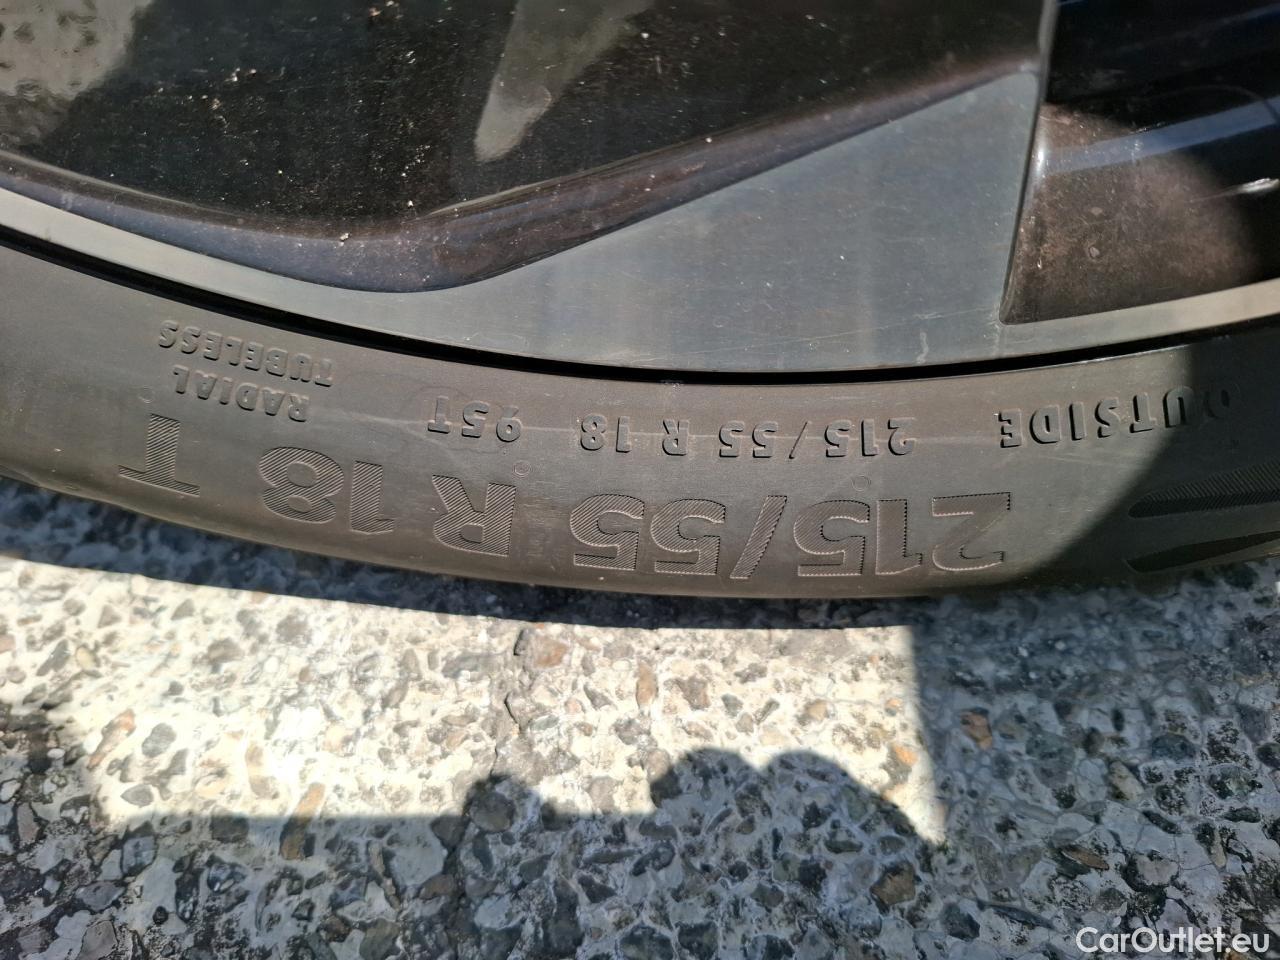 OUTSIDE 215/55 R 18 95T RADIAL
TUBELESS
215/55 R 18 T
CarOutlet.eu